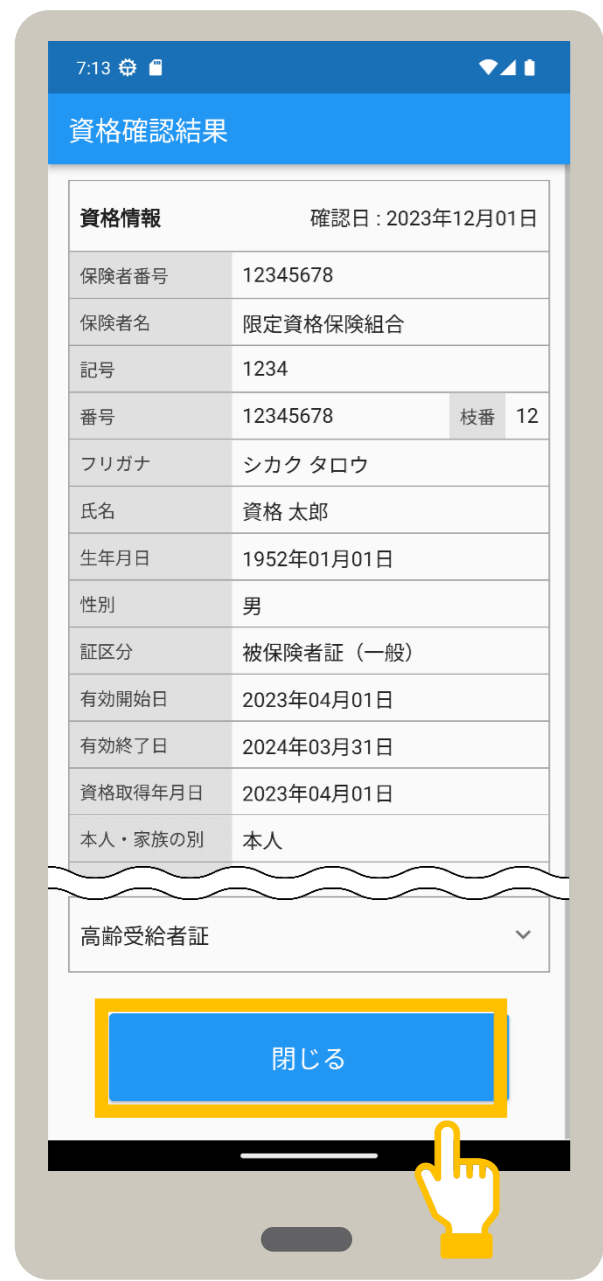 7:13
資格確認結果
資格情報 確認日 : 2023年12月01日
保険者番号 12345678
保険者名 限定資格保険組合
記号 1234
番号 12345678 枝番 12
フリガナ シカク タロウ
氏名 資格 太郎
生年月日 1952年01月01日
性別 男
証区分 被保険者証（一般）
有効開始日 2023年04月01日
有効終了日 2024年03月31日
資格取得年月日 2023年04月01日
本人・家族の別 本人
高齢受給者証
閉じる